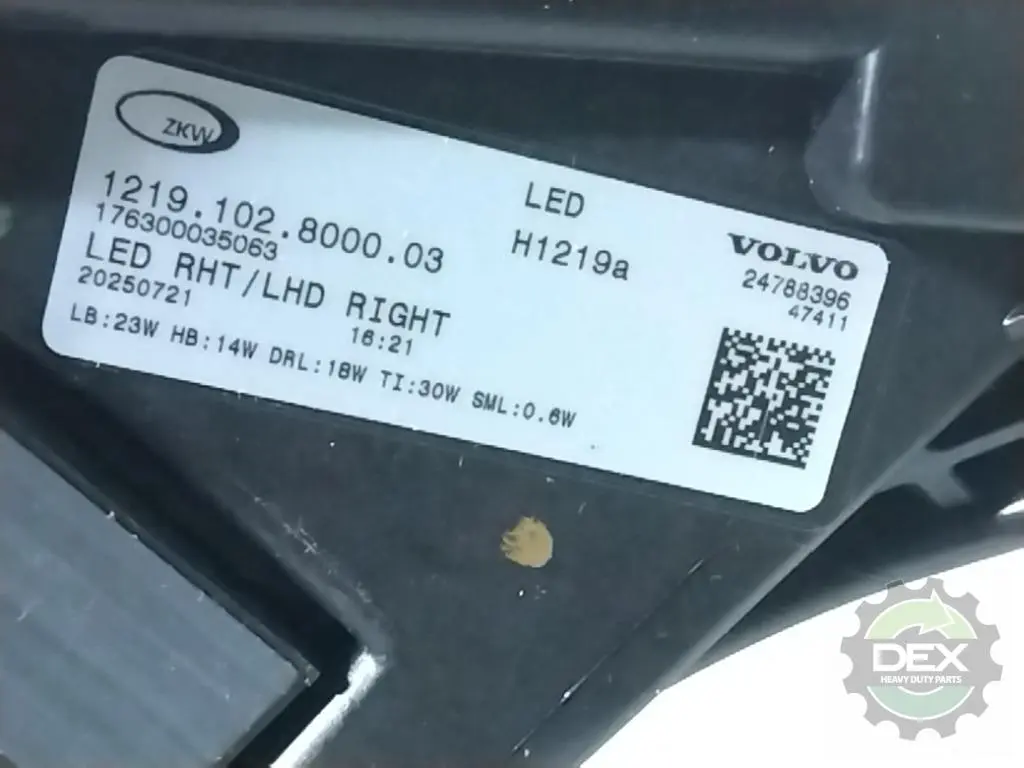 ZKW
1219.102.8000.03
176300035063
LED RHT/LHD RIGHT
20250721 16:21
LB:23W HB:14W DRL:18W TI:30W SML:0.6W
LED
H1219a
VOLVO
24788396
47411
DEX
HEAVY DUTY PARTS